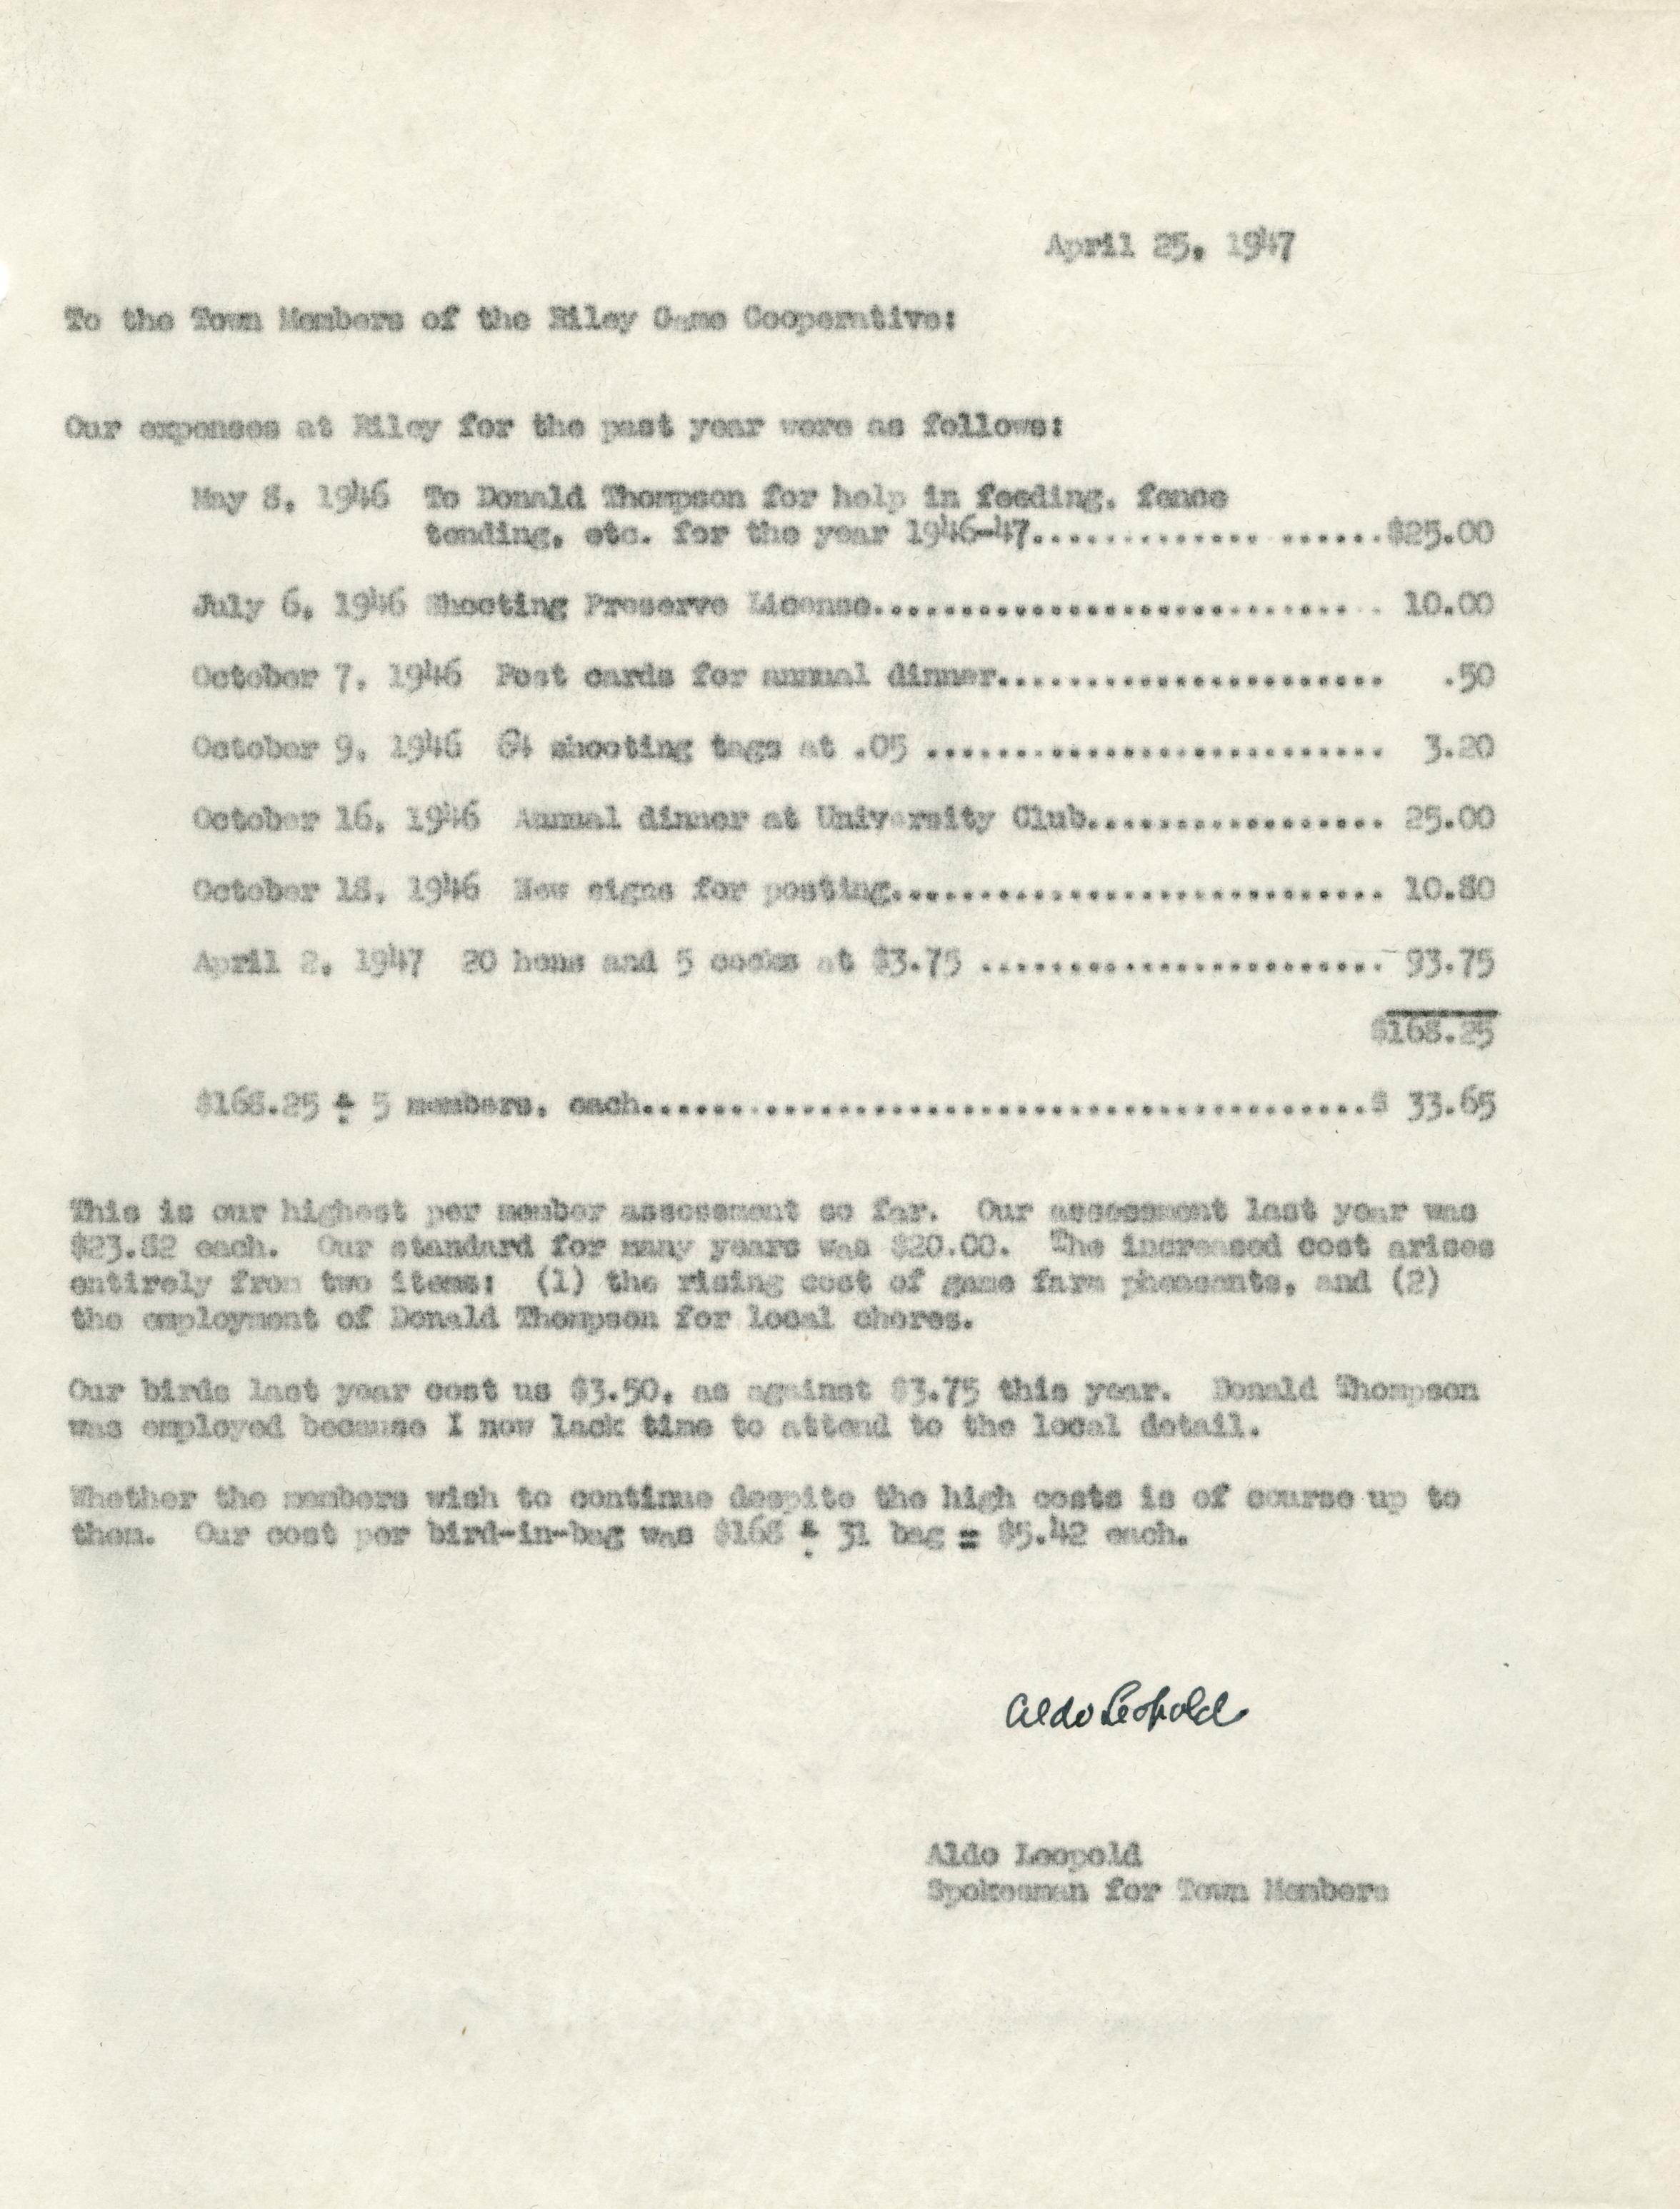 April 25, 1947
To the Town Members of the Riley Game Cooperative:
Our expenses at Riley for the past year were as follows:
May 8, 1946 To Donald Thompson for help in feeding, fence
tending, etc. for the year 1946-47....................$25.00
July 6, 1946 Shooting Preserve License............................. 10.00
October 7, 1946 Post cards for annual dinner...................... .50
October 9, 1946 64 shooting tags at .05 .......................... 3.20
October 16, 1946 Annual dinner at University Club................. 25.00
October 18, 1946 New signs for posting............................ 10.80
April 2, 1947 20 hens and 5 cocks at $3.75 ....................... 93.75
$168.25
$168.25 ÷ 5 members, each.........................................$ 33.65
This is our highest per member assessment so far. Our assessment last year was
$23.82 each. Our standard for many years was $20.00. The increased cost arises
entirely from two items: (1) the rising cost of game farm pheasants, and (2)
the employment of Donald Thompson for local chores.
Our birds last year cost us $3.50, as against $3.75 this year. Donald Thompson
was employed because I now lack time to attend to the local detail.
Whether the members wish to continue despite the high costs is of course up to
them. Our cost per bird-in-bag was $168 ÷ 31 bag = $5.42 each.
Aldo Leopold
Aldo Leopold
Spokesman for Town Members